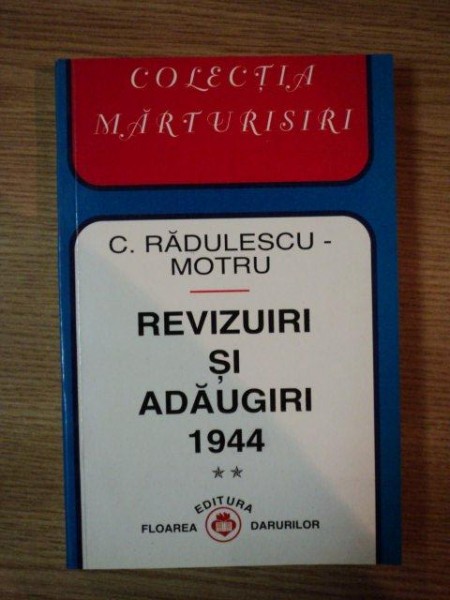 COLECȚIA
MĂRTURISIRI
C. RĂDULESCU -
MOTRU
REVIZUIRI
ȘI
ADĂUGIRI
1944
**
EDITURA
FLOAREA DARURILOR